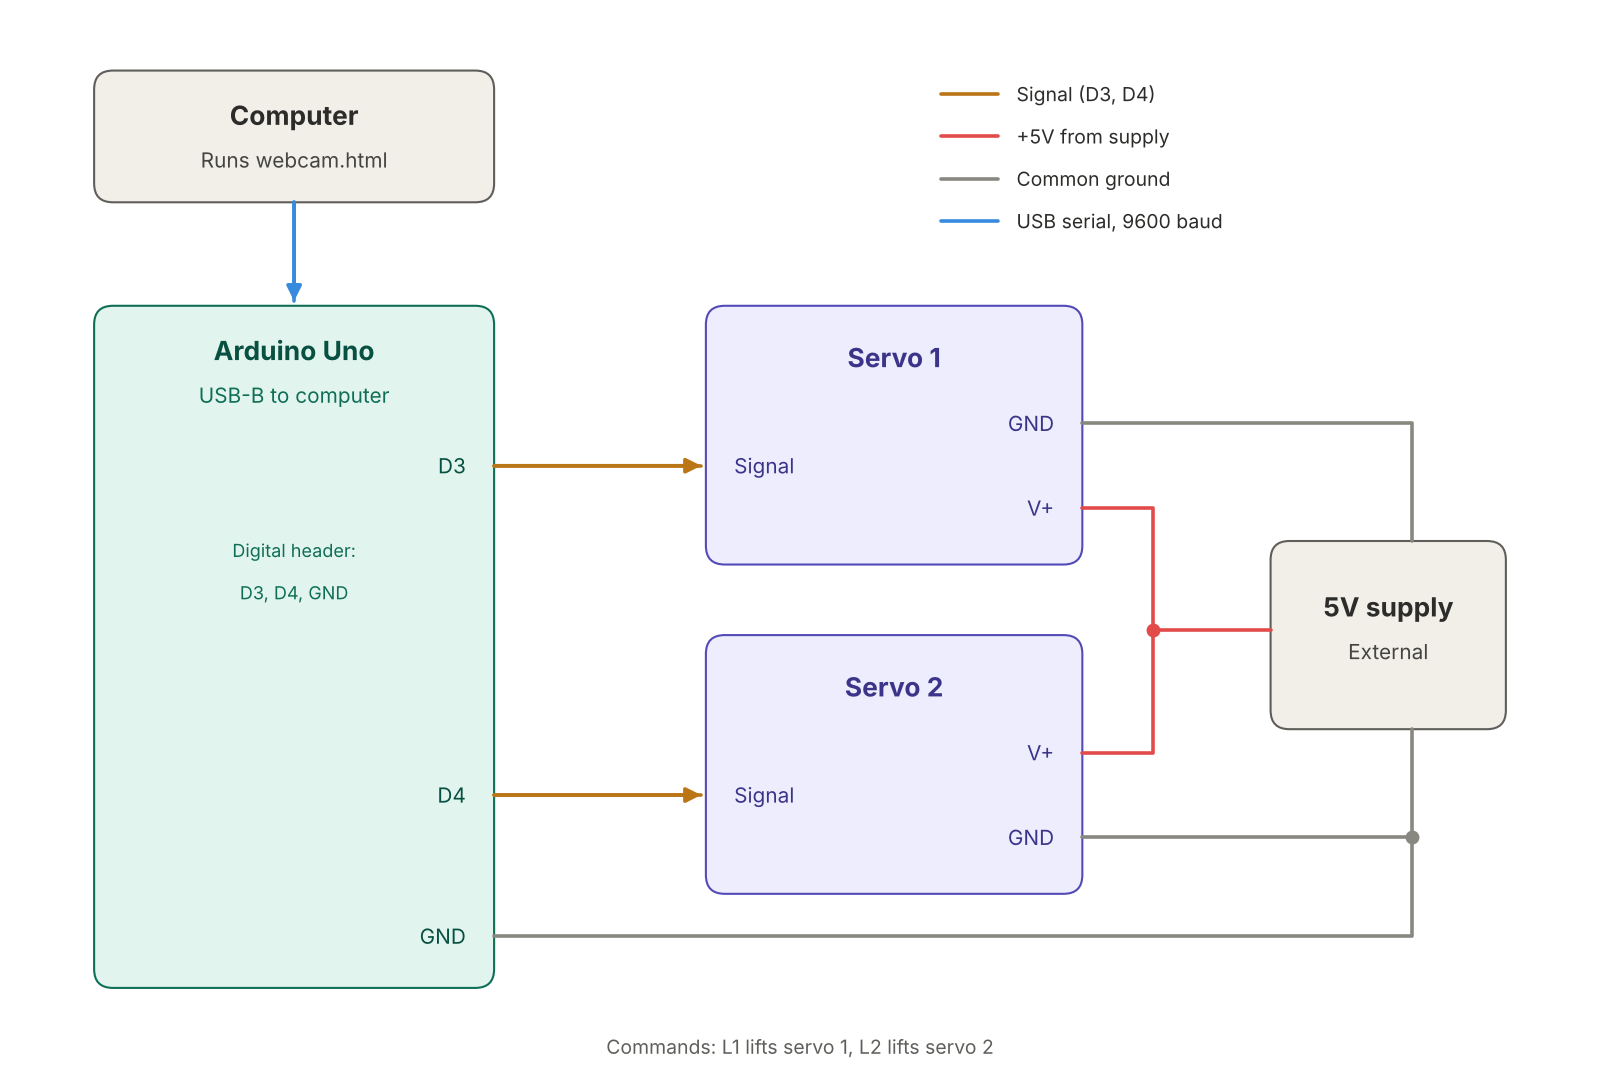 Computer
Runs webcam.html
Signal (D3, D4)
+5V from supply
Common ground
USB serial, 9600 baud
Arduino Uno
USB-B to computer
D3
Digital header:
D3, D4, GND
D4
GND
Servo 1
GND
Signal
V+
Servo 2
V+
Signal
GND
5V supply
External
Commands: L1 lifts servo 1, L2 lifts servo 2